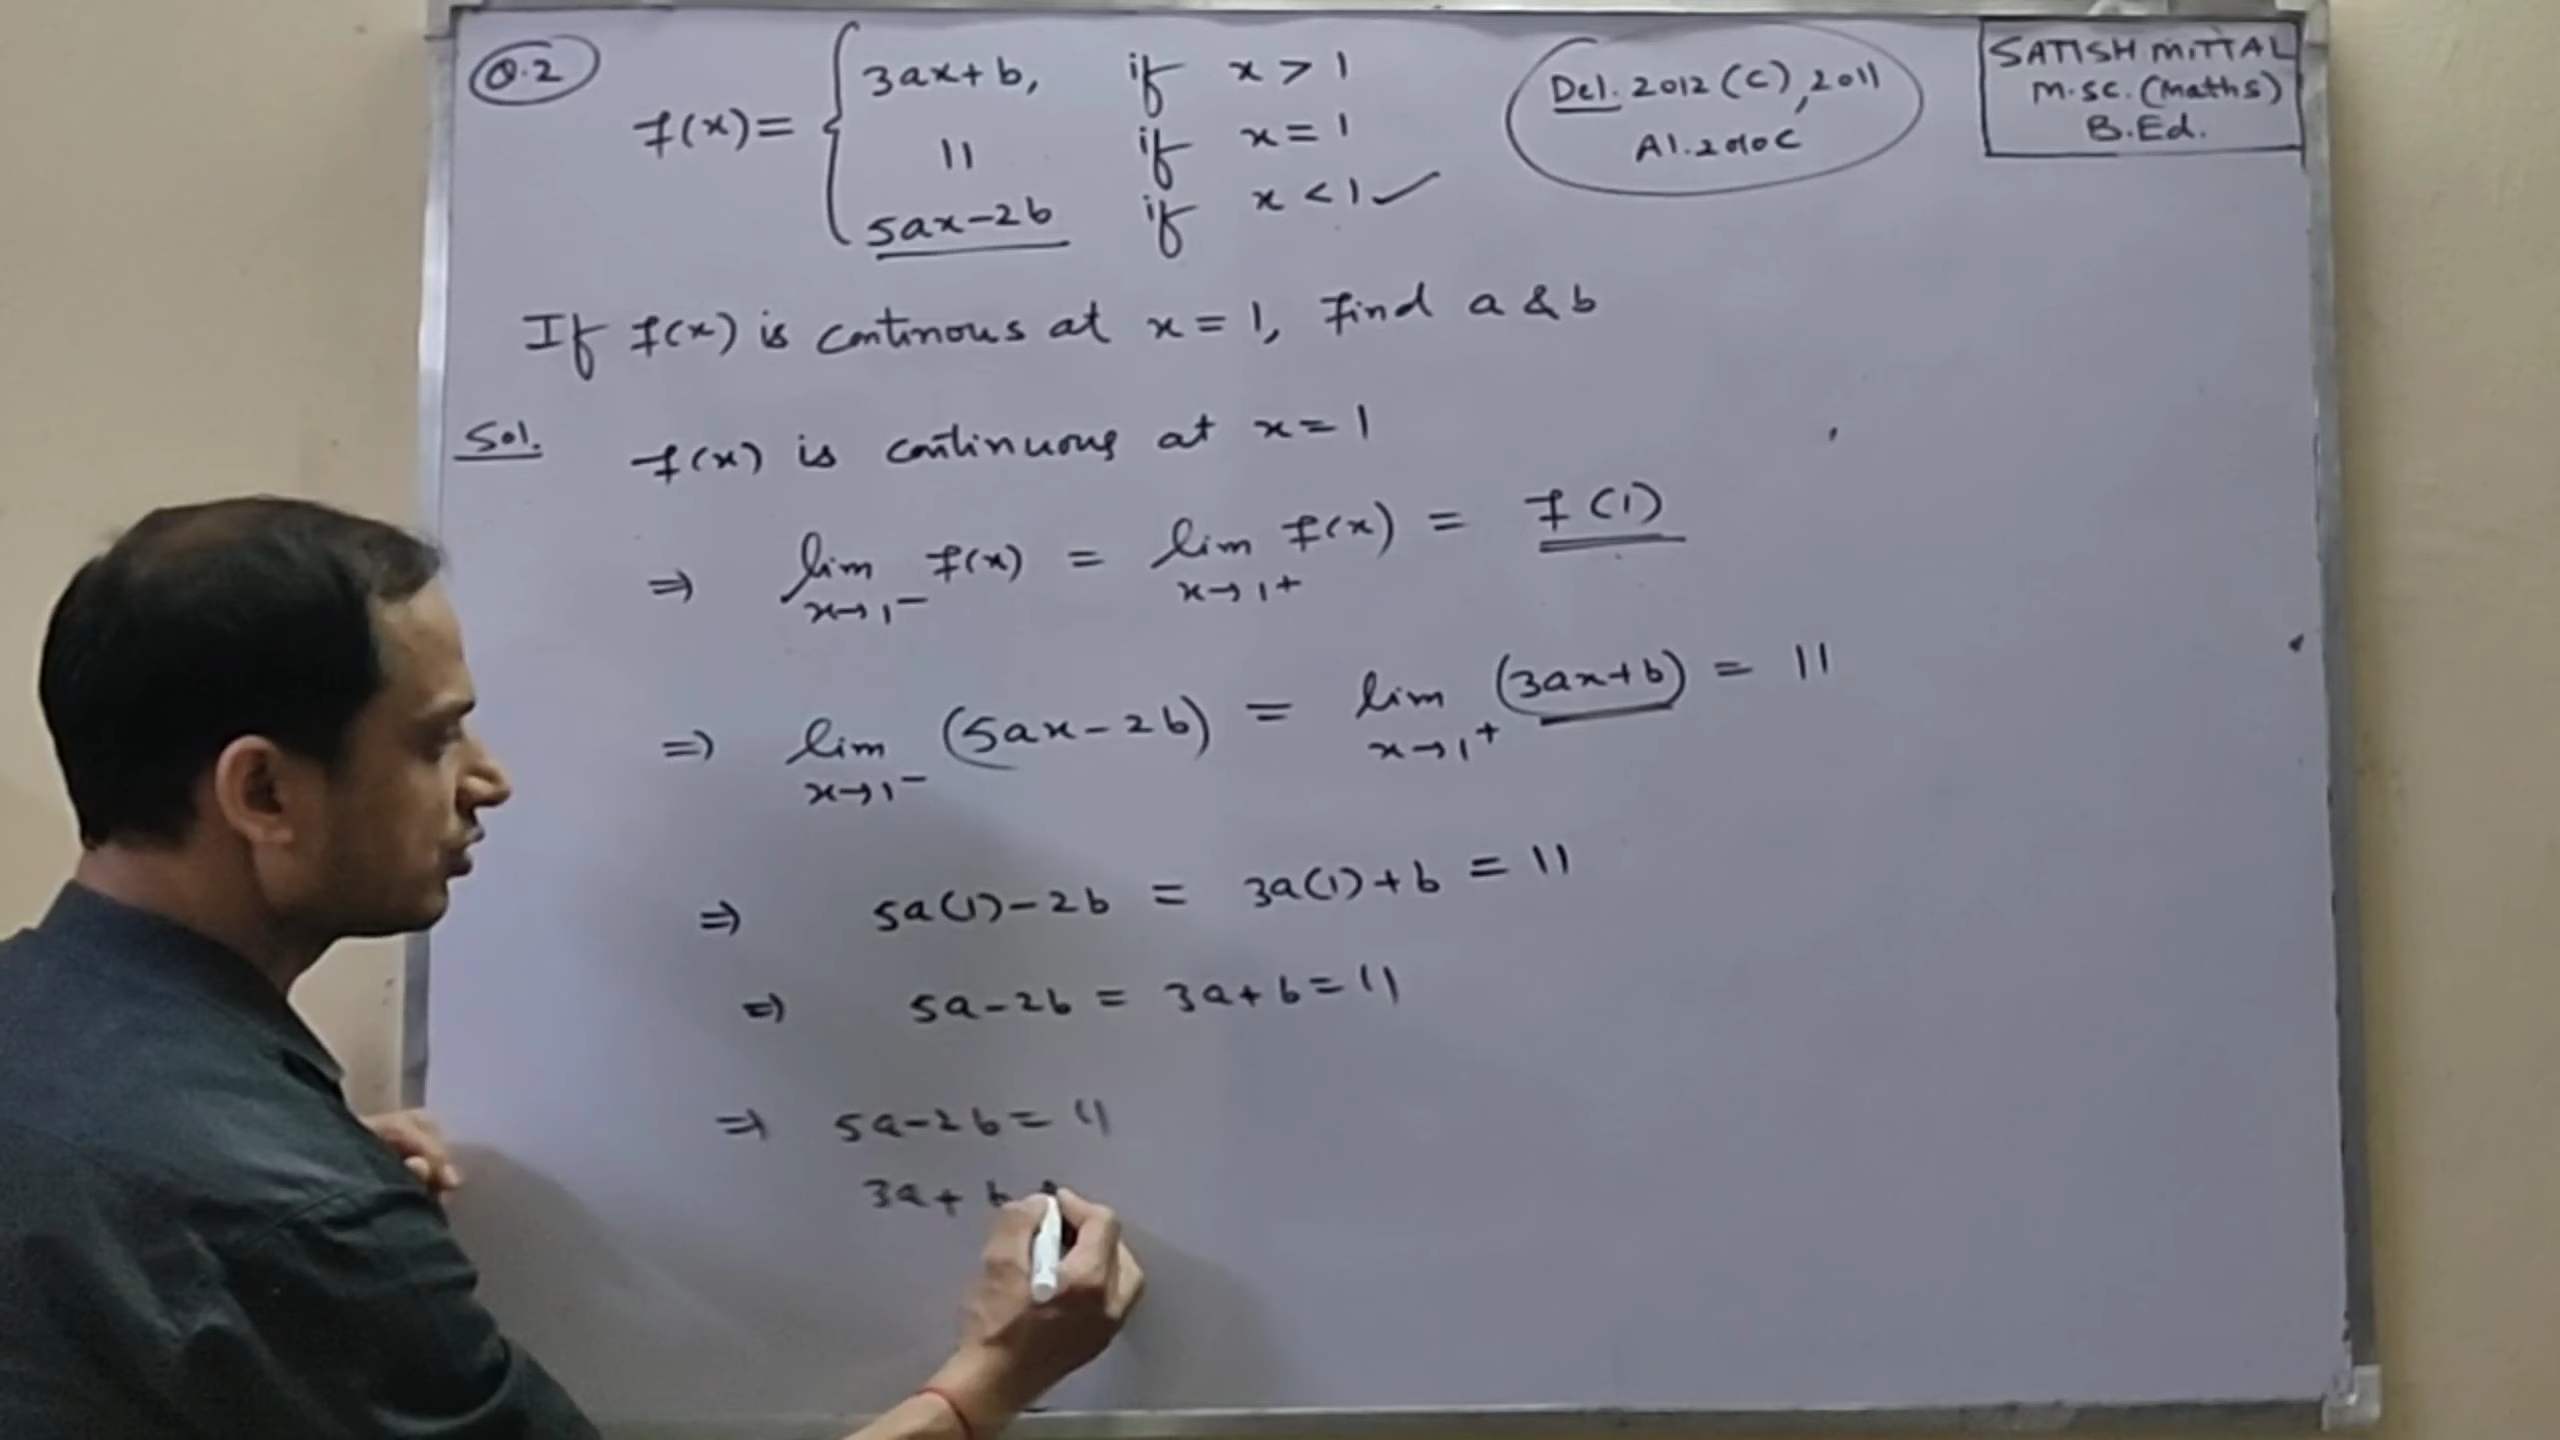 Q.2
f(x) = { 3ax+b, if x > 1
11 if x = 1
5ax-2b if x < 1 ✓
Del. 2012 (C), 2011
AI. 2010C
SATISH MITTAL
M.SC. (Maths)
B.Ed.
If f(x) is continous at x = 1, Find a & b
Sol. f(x) is continuous at x = 1
⇒ lim x→1⁻ f(x) = lim x→1⁺ f(x) = f(1)
⇒ lim x→1⁻ (5ax-2b) = lim x→1⁺ (3ax+b) = 11
⇒ 5a(1)-2b = 3a(1)+b = 11
⇒ 5a-2b = 3a+b = 11
⇒ 5a-2b = 11
3a+b